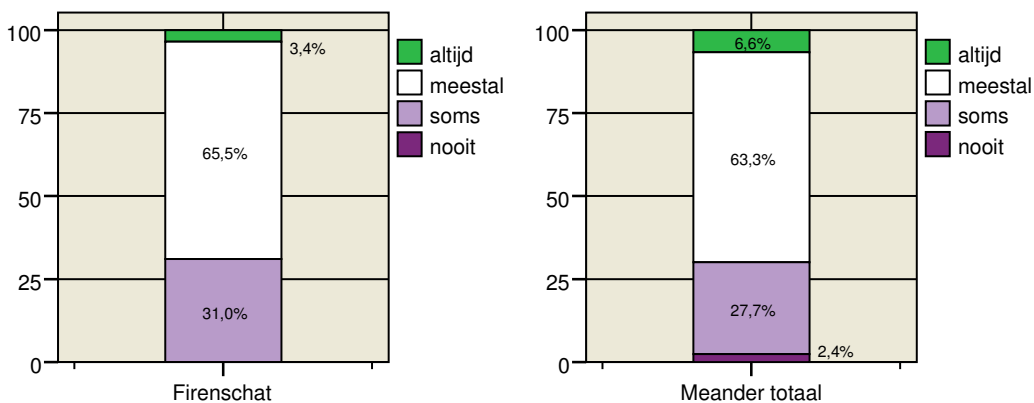 100
75
50
25
0
3,4%
65,5%
31,0%
Firenschat
altijd
meestal
soms
nooit
100
75
50
25
0
6,6%
63,3%
27,7%
2,4%
Meander totaal
altijd
meestal
soms
nooit